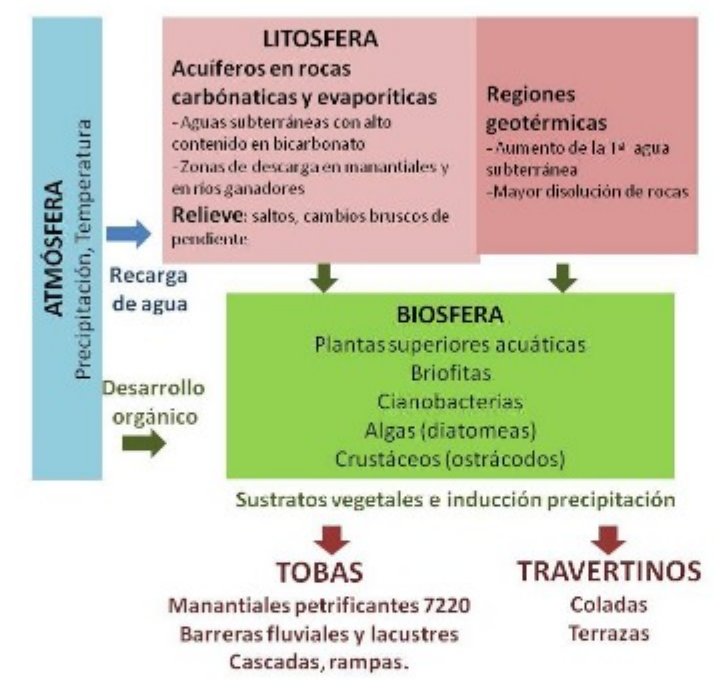 LITOSFERA
Acuíferos en rocas
carbónaticas y evaporíticas
-Aguas subterráneas con alto
contenido en bicarbonato
-Zonas de descarga en manantiales y
en ríos ganadores
Relieve: saltos, cambios bruscos de
pendiente
Regiones
geotérmicas
-Aumento de la 1ª agua
subterránea
-Mayor disolución de rocas
ATMÓSFERA
Precipitación, Temperatura
Recarga
de agua
Desarrollo
orgánico
BIOSFERA
Plantas superiores acuáticas
Briofitas
Cianobacterias
Algas (diatomeas)
Crustáceos (ostrácodos)
Sustratos vegetales e inducción precipitación
TOBAS
Manantiales petrificantes 7220
Barreras fluviales y lacustres
Cascadas, rampas.
TRAVERTINOS
Coladas
Terrazas